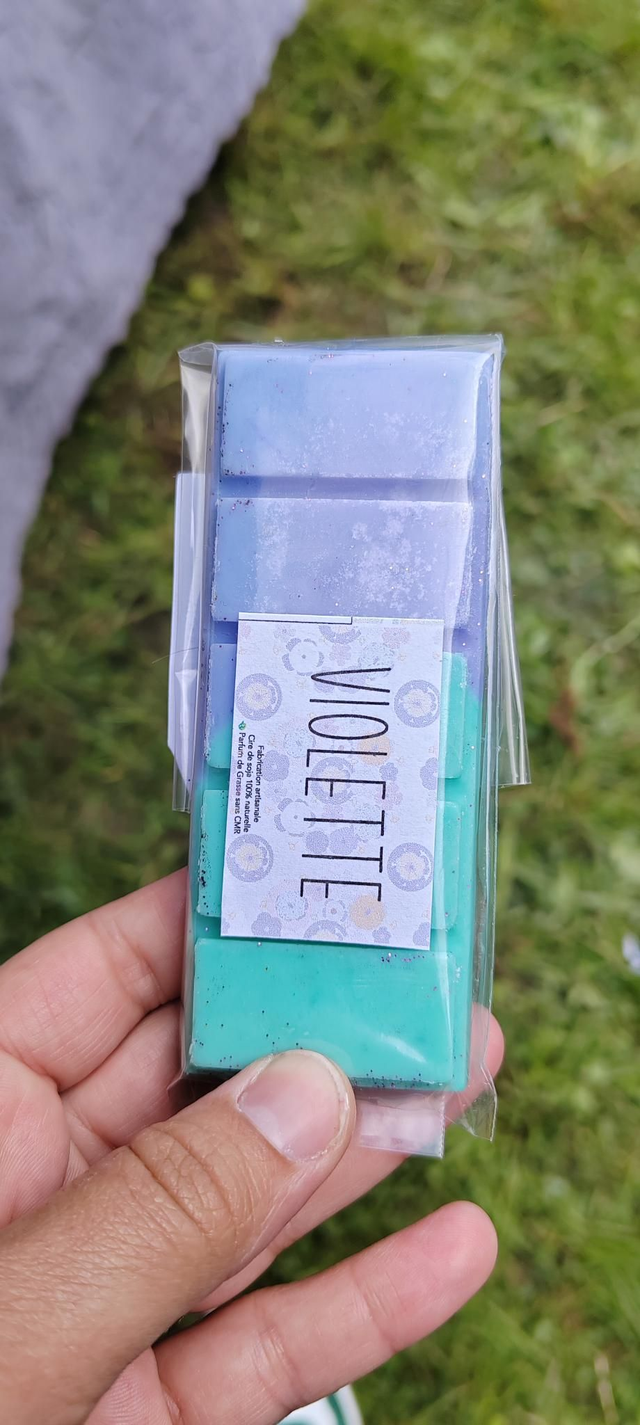 VIOLETTE
Fabrication artisanale
Cire de soja 100% naturelle
Parfum de Grasse sans CMR